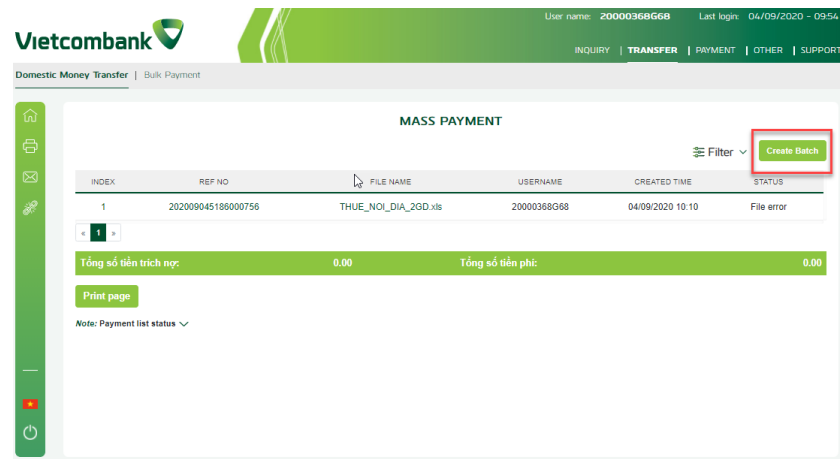 User name: 20000368G68 Last login: 04/09/2020 - 09:54
Vietcombank
INQUIRY | TRANSFER | PAYMENT | OTHER | SUPPORT
Domestic Money Transfer | Bulk Payment
MASS PAYMENT
Filter Create Batch
INDEX REF NO FILE NAME USERNAME CREATED TIME STATUS
1 202009045186000756 THUE_NOI_DIA_2GD.xls 20000368G68 04/09/2020 10:10 File error
« 1 »
Tổng số tiền trích nợ: 0.00 Tổng số tiền phí: 0.00
Print page
Note: Payment list status